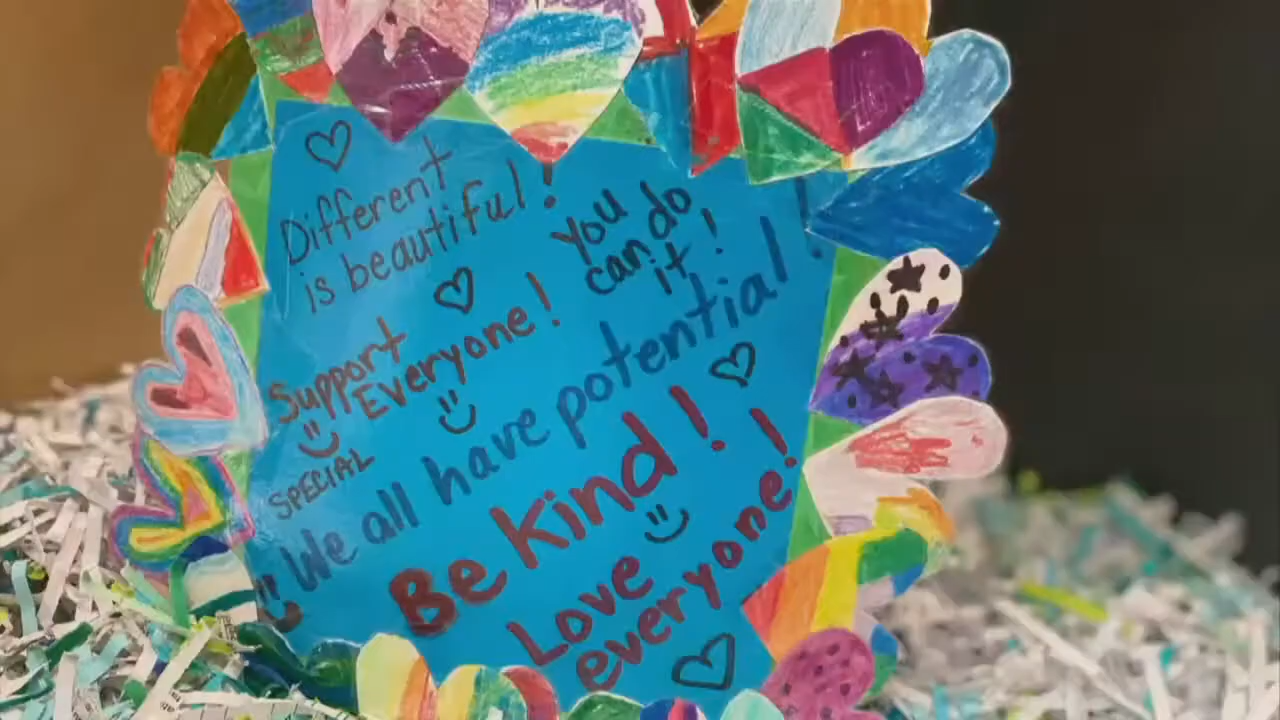 Different
is beautiful!
You
can do
it!
Support
Everyone!
SPECIAL
We all have potential!
Be kind!
Love
everyone!